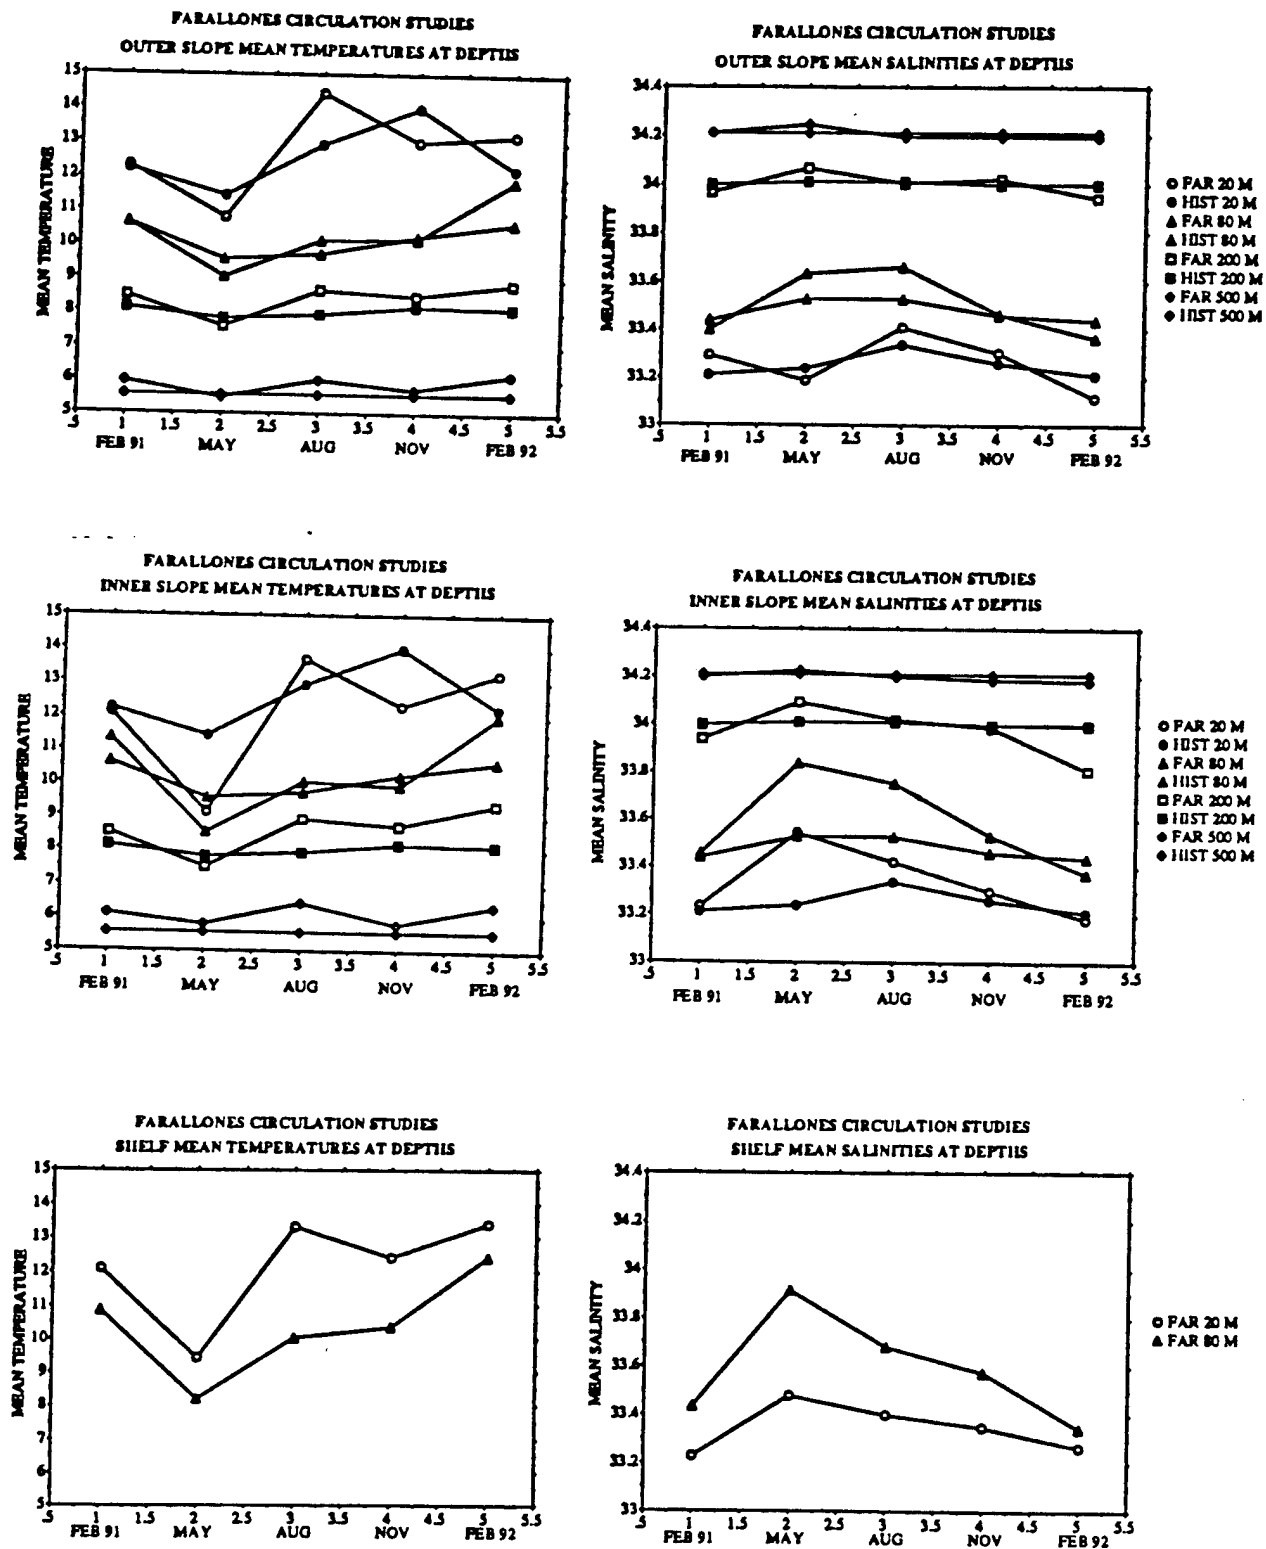 FARALLONES CIRCULATION STUDIES
OUTER SLOPE MEAN TEMPERATURES AT DEPTHS
MEAN TEMPERATURE
15
14
13
12
11
10
9
8
7
6
5
.5 1 1.5 2 2.5 3 3.5 4 4.5 5 5.5
FEB 91 MAY AUG NOV FEB 92
FARALLONES CIRCULATION STUDIES
OUTER SLOPE MEAN SALINITIES AT DEPTHS
MEAN SALINITY
34.4
34.2
34
33.8
33.6
33.4
33.2
33
.5 1 1.5 2 2.5 3 3.5 4 4.5 5 5.5
FEB 91 MAY AUG NOV FEB 92
FAR 20 M
HIST 20 M
FAR 80 M
HIST 80 M
FAR 200 M
HIST 200 M
FAR 500 M
HIST 500 M
FARALLONES CIRCULATION STUDIES
INNER SLOPE MEAN TEMPERATURES AT DEPTHS
MEAN TEMPERATURE
15
14
13
12
11
10
9
8
7
6
5
.5 1 1.5 2 2.5 3 3.5 4 4.5 5 5.5
FEB 91 MAY AUG NOV FEB 92
FARALLONES CIRCULATION STUDIES
INNER SLOPE MEAN SALINITIES AT DEPTHS
MEAN SALINITY
34.4
34.2
34
33.8
33.6
33.4
33.2
33
.5 1 1.5 2 2.5 3 3.5 4 4.5 5 5.5
FEB 91 MAY AUG NOV FEB 92
FAR 20 M
HIST 20 M
FAR 80 M
HIST 80 M
FAR 200 M
HIST 200 M
FAR 500 M
HIST 500 M
FARALLONES CIRCULATION STUDIES
SHELF MEAN TEMPERATURES AT DEPTHS
MEAN TEMPERATURE
15
14
13
12
11
10
9
8
7
6
5
.5 1 1.5 2 2.5 3 3.5 4 4.5 5 5.5
FEB 91 MAY AUG NOV FEB 92
FARALLONES CIRCULATION STUDIES
SHELF MEAN SALINITIES AT DEPTHS
MEAN SALINITY
34.4
34.2
34
33.8
33.6
33.4
33.2
33
.5 1 1.5 2 2.5 3 3.5 4 4.5 5 5.5
FEB 91 MAY AUG NOV FEB 92
FAR 20 M
FAR 80 M